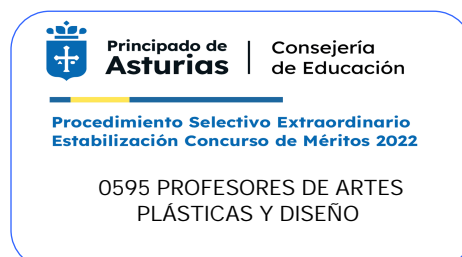 Principado de
Asturias
Consejería
de Educación
Procedimiento Selectivo Extraordinario
Estabilización Concurso de Méritos 2022
0595 PROFESORES DE ARTES
PLÁSTICAS Y DISEÑO